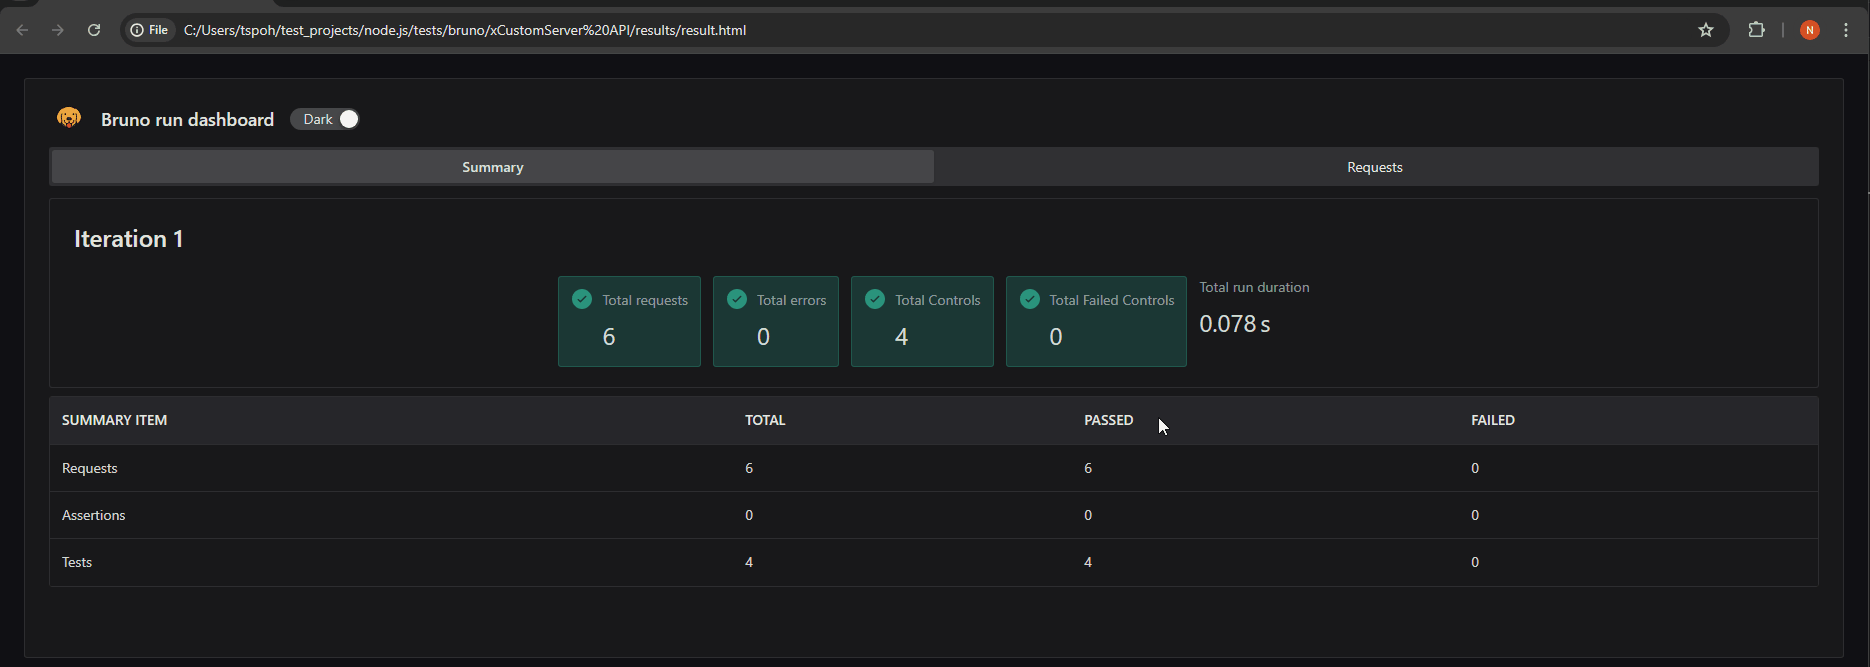 File C:/Users/tspoh/test_projects/node.js/tests/bruno/xCustomServer%20API/results/result.html
N
Bruno run dashboard Dark
Summary Requests
Iteration 1
Total requests Total errors Total Controls Total Failed Controls Total run duration
6 0 4 0 0.078 s
SUMMARY ITEM TOTAL PASSED FAILED
Requests 6 6 0
Assertions 0 0 0
Tests 4 4 0